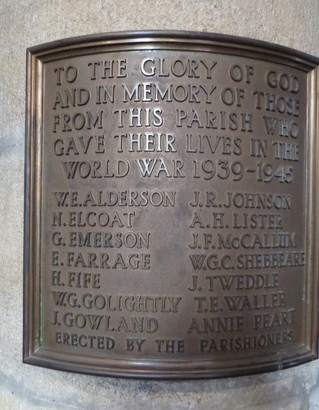 TO THE GLORY OF GOD
AND IN MEMORY OF THOSE
FROM THIS PARISH WHO
GAVE THEIR LIVES IN THE
WORLD WAR 1939-1945
W.E. ALDERSON J.R. JOHNSON
N. ELCOAT A.H. LISTER
G. EMERSON J.F. McCALLUM
E. FARRAGE W.G.C. SHEBBEARE
H. FIFE J. TWEDDLE
W.G. GOLIGHTLY T.E. WALLER
J. GOWLAND ANNIE PEART
ERECTED BY THE PARISHIONERS